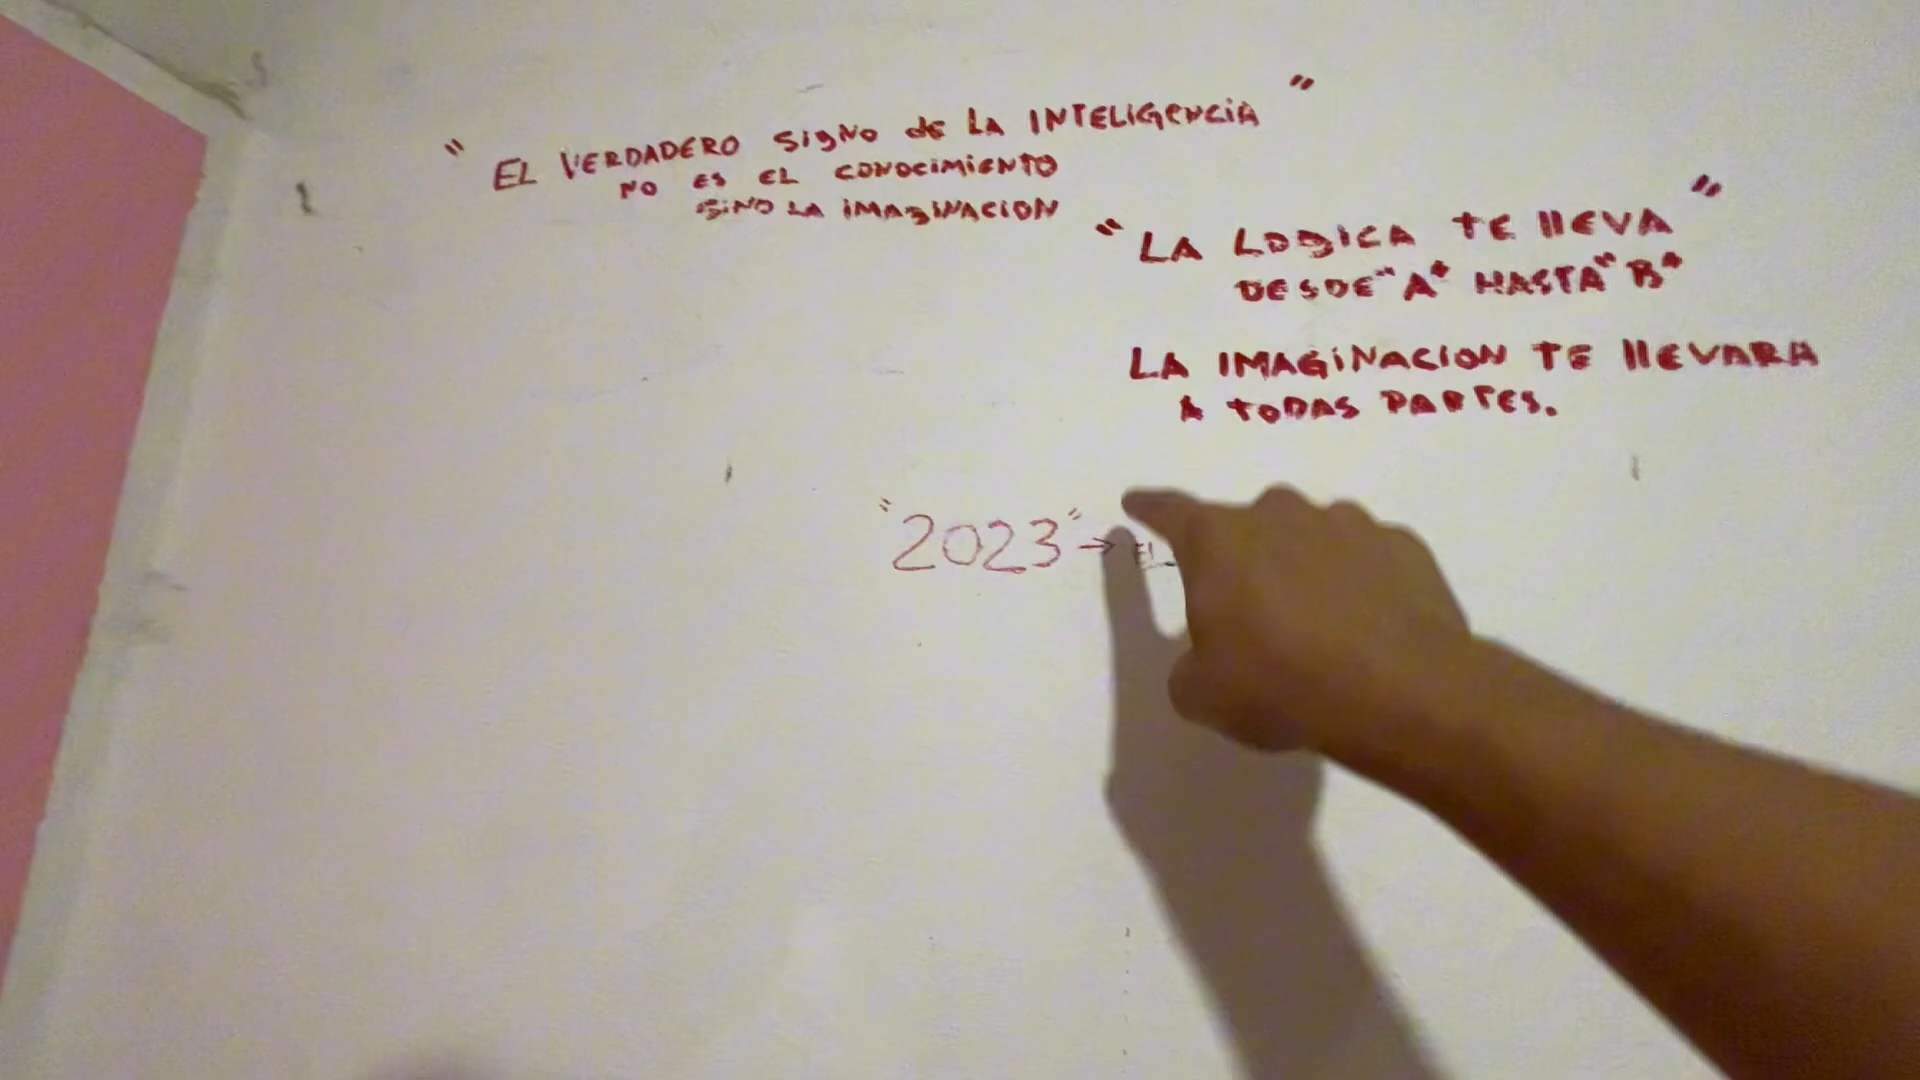 " EL VERDADERO SIGNO de LA INTELIGENCIA "
NO ES EL CONOCIMIENTO
SINO LA IMAGINACION
" LA LOGICA TE llEVA "
DESDE "A" HASTA "B"
LA IMAGINACION TE llEVARA
A TODAS PARTES.
"2023" → El